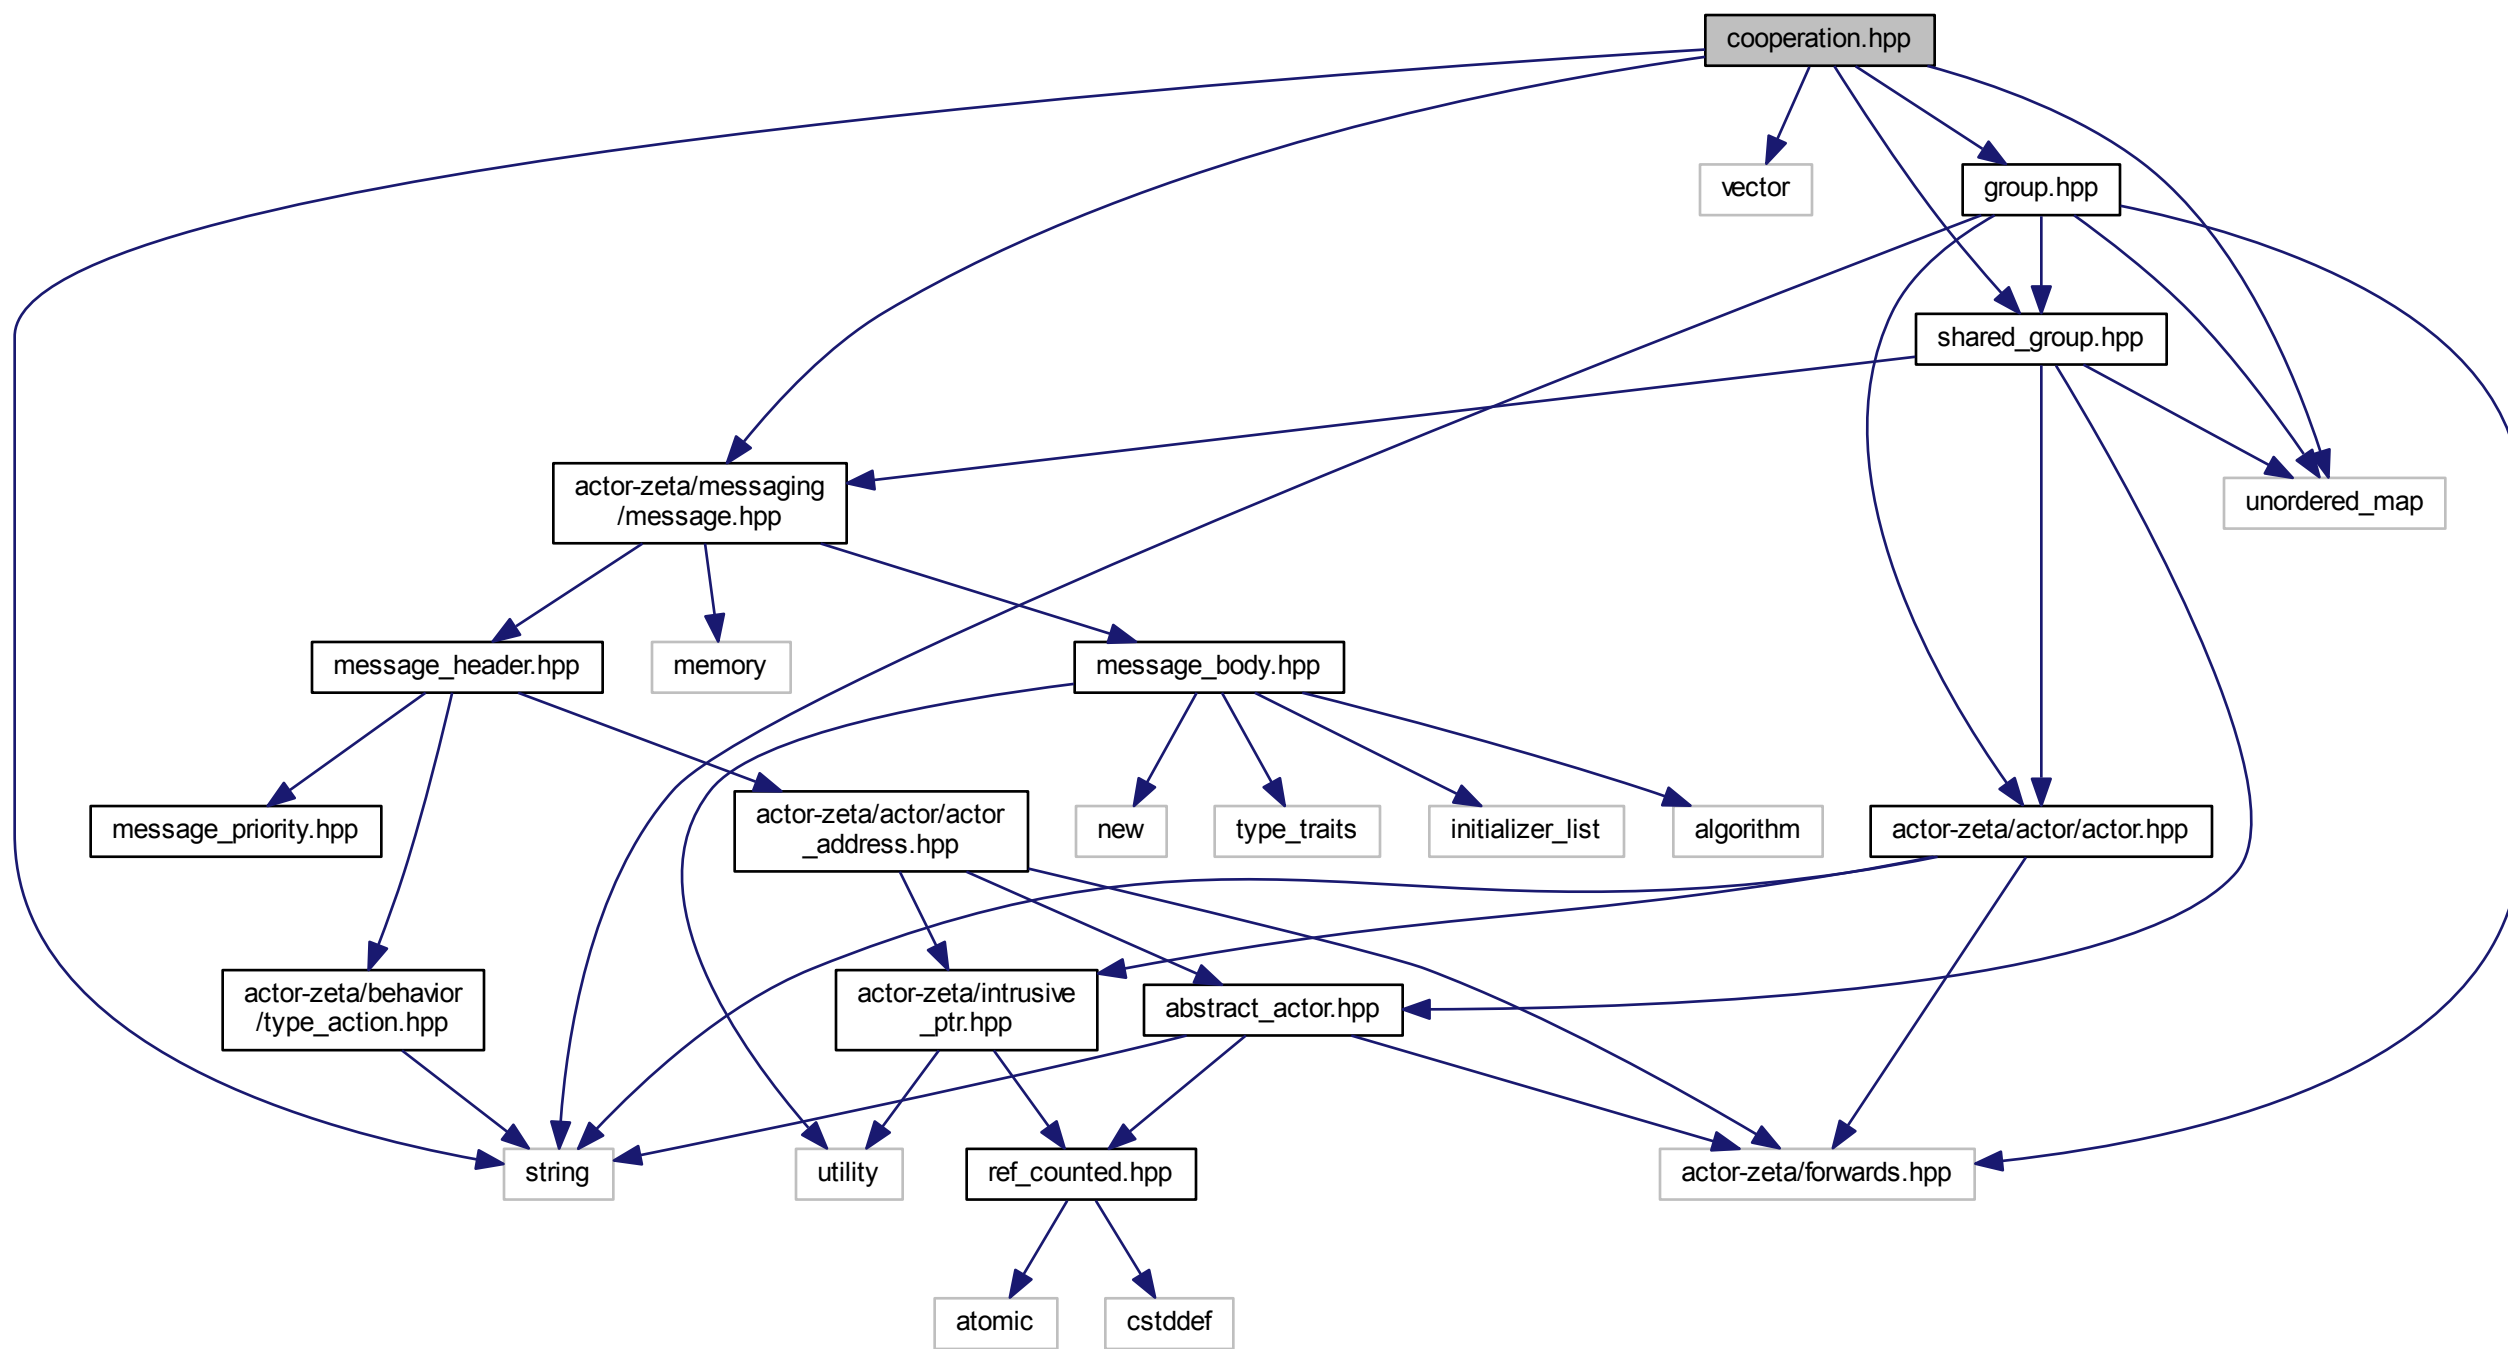 cooperation.hpp
vector
group.hpp
shared_group.hpp
actor-zeta/messaging
/message.hpp
unordered_map
message_header.hpp
memory
message_body.hpp
message_priority.hpp
actor-zeta/actor/actor
_address.hpp
new
type_traits
initializer_list
algorithm
actor-zeta/actor/actor.hpp
actor-zeta/behavior
/type_action.hpp
actor-zeta/intrusive
_ptr.hpp
abstract_actor.hpp
string
utility
ref_counted.hpp
actor-zeta/forwards.hpp
atomic
cstddef